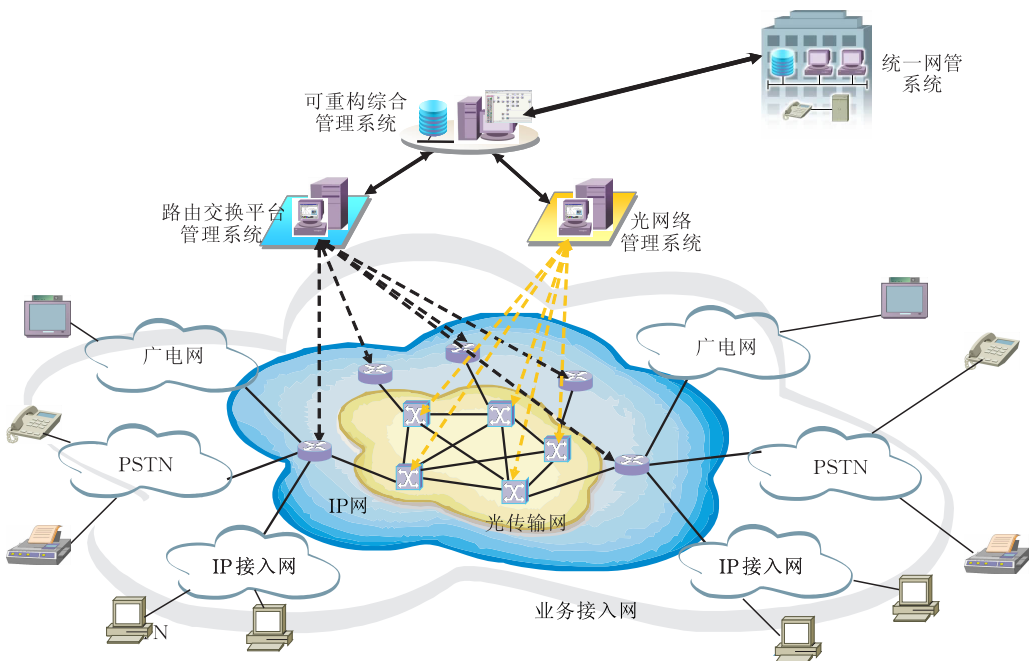 统一网管
系统
可重构综合
管理系统
路由交换平台
管理系统
光网络
管理系统
广电网
广电网
PSTN
PSTN
IP网
光传输网
IP接入网
IP接入网
业务接入网